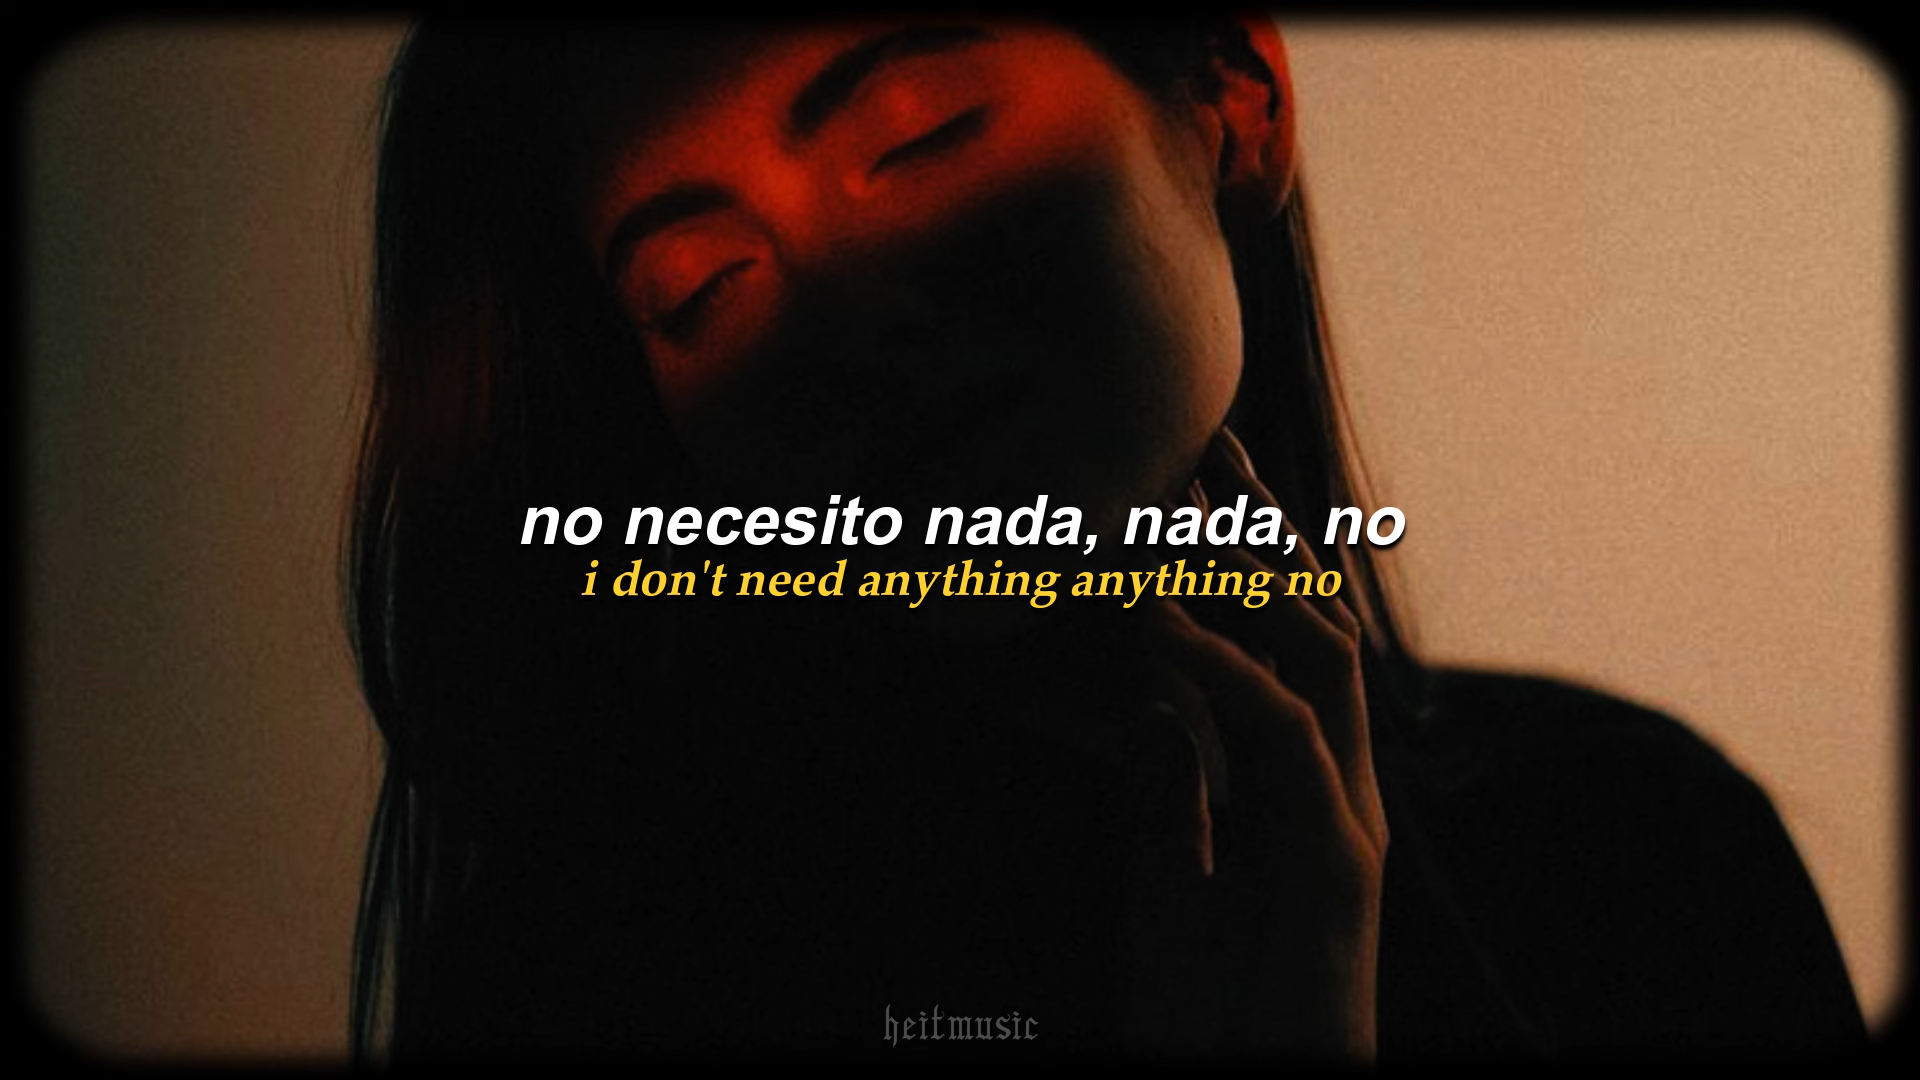 no necesito nada, nada, no
i don't need anything anything no
heitmusic